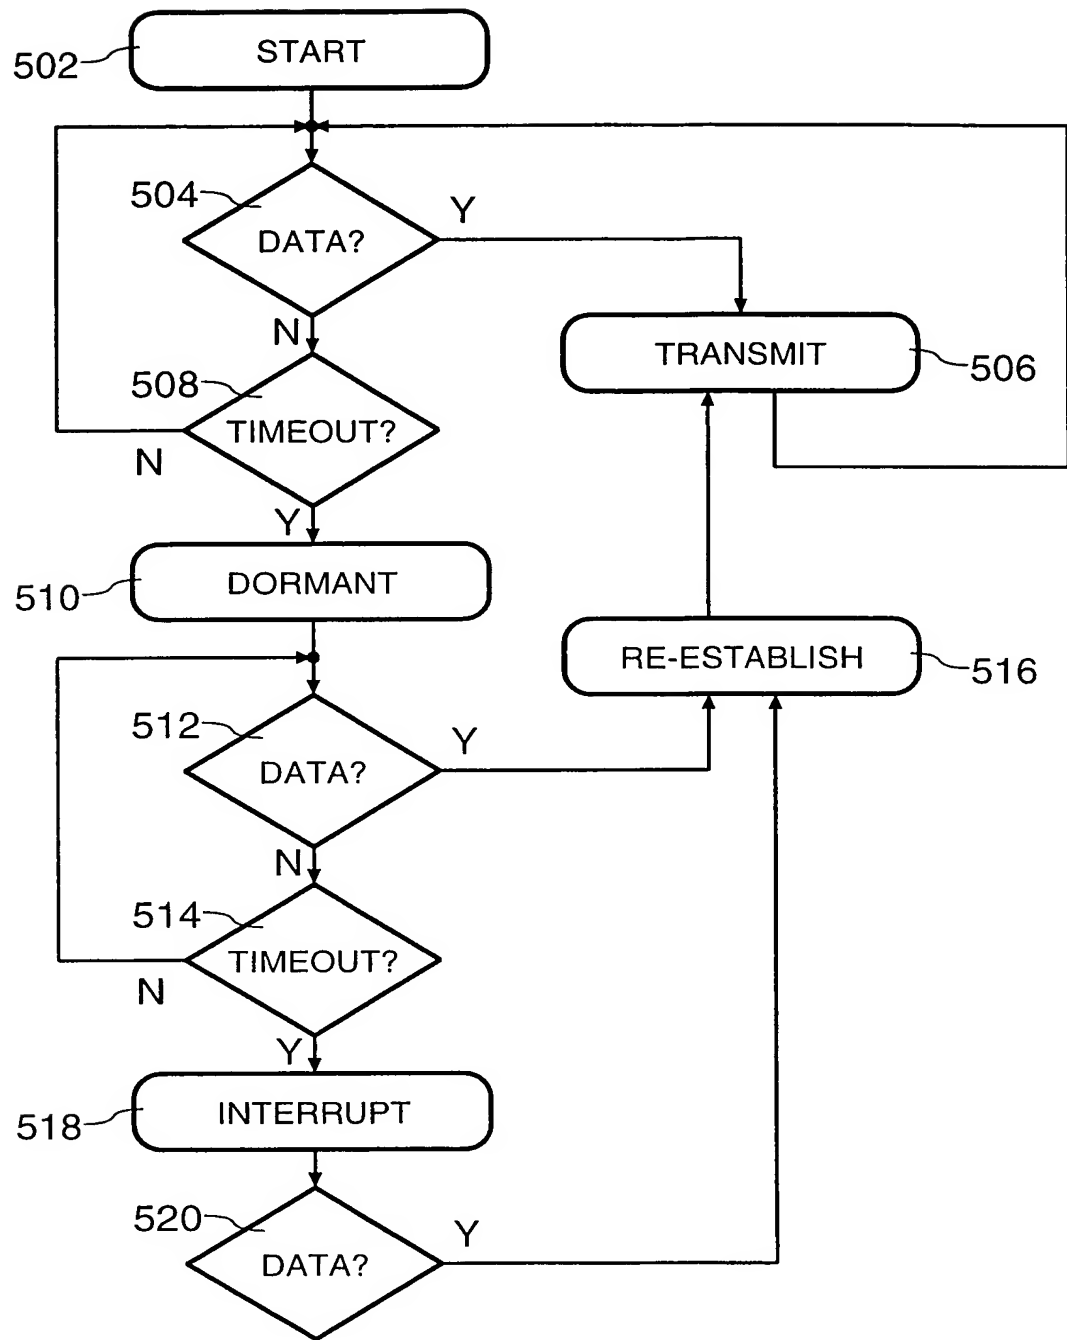 START
502
504
DATA?
Y
N
TRANSMIT
506
508
TIMEOUT?
N
Y
DORMANT
510
RE-ESTABLISH
516
512
DATA?
Y
N
514
TIMEOUT?
N
Y
INTERRUPT
518
520
DATA?
Y